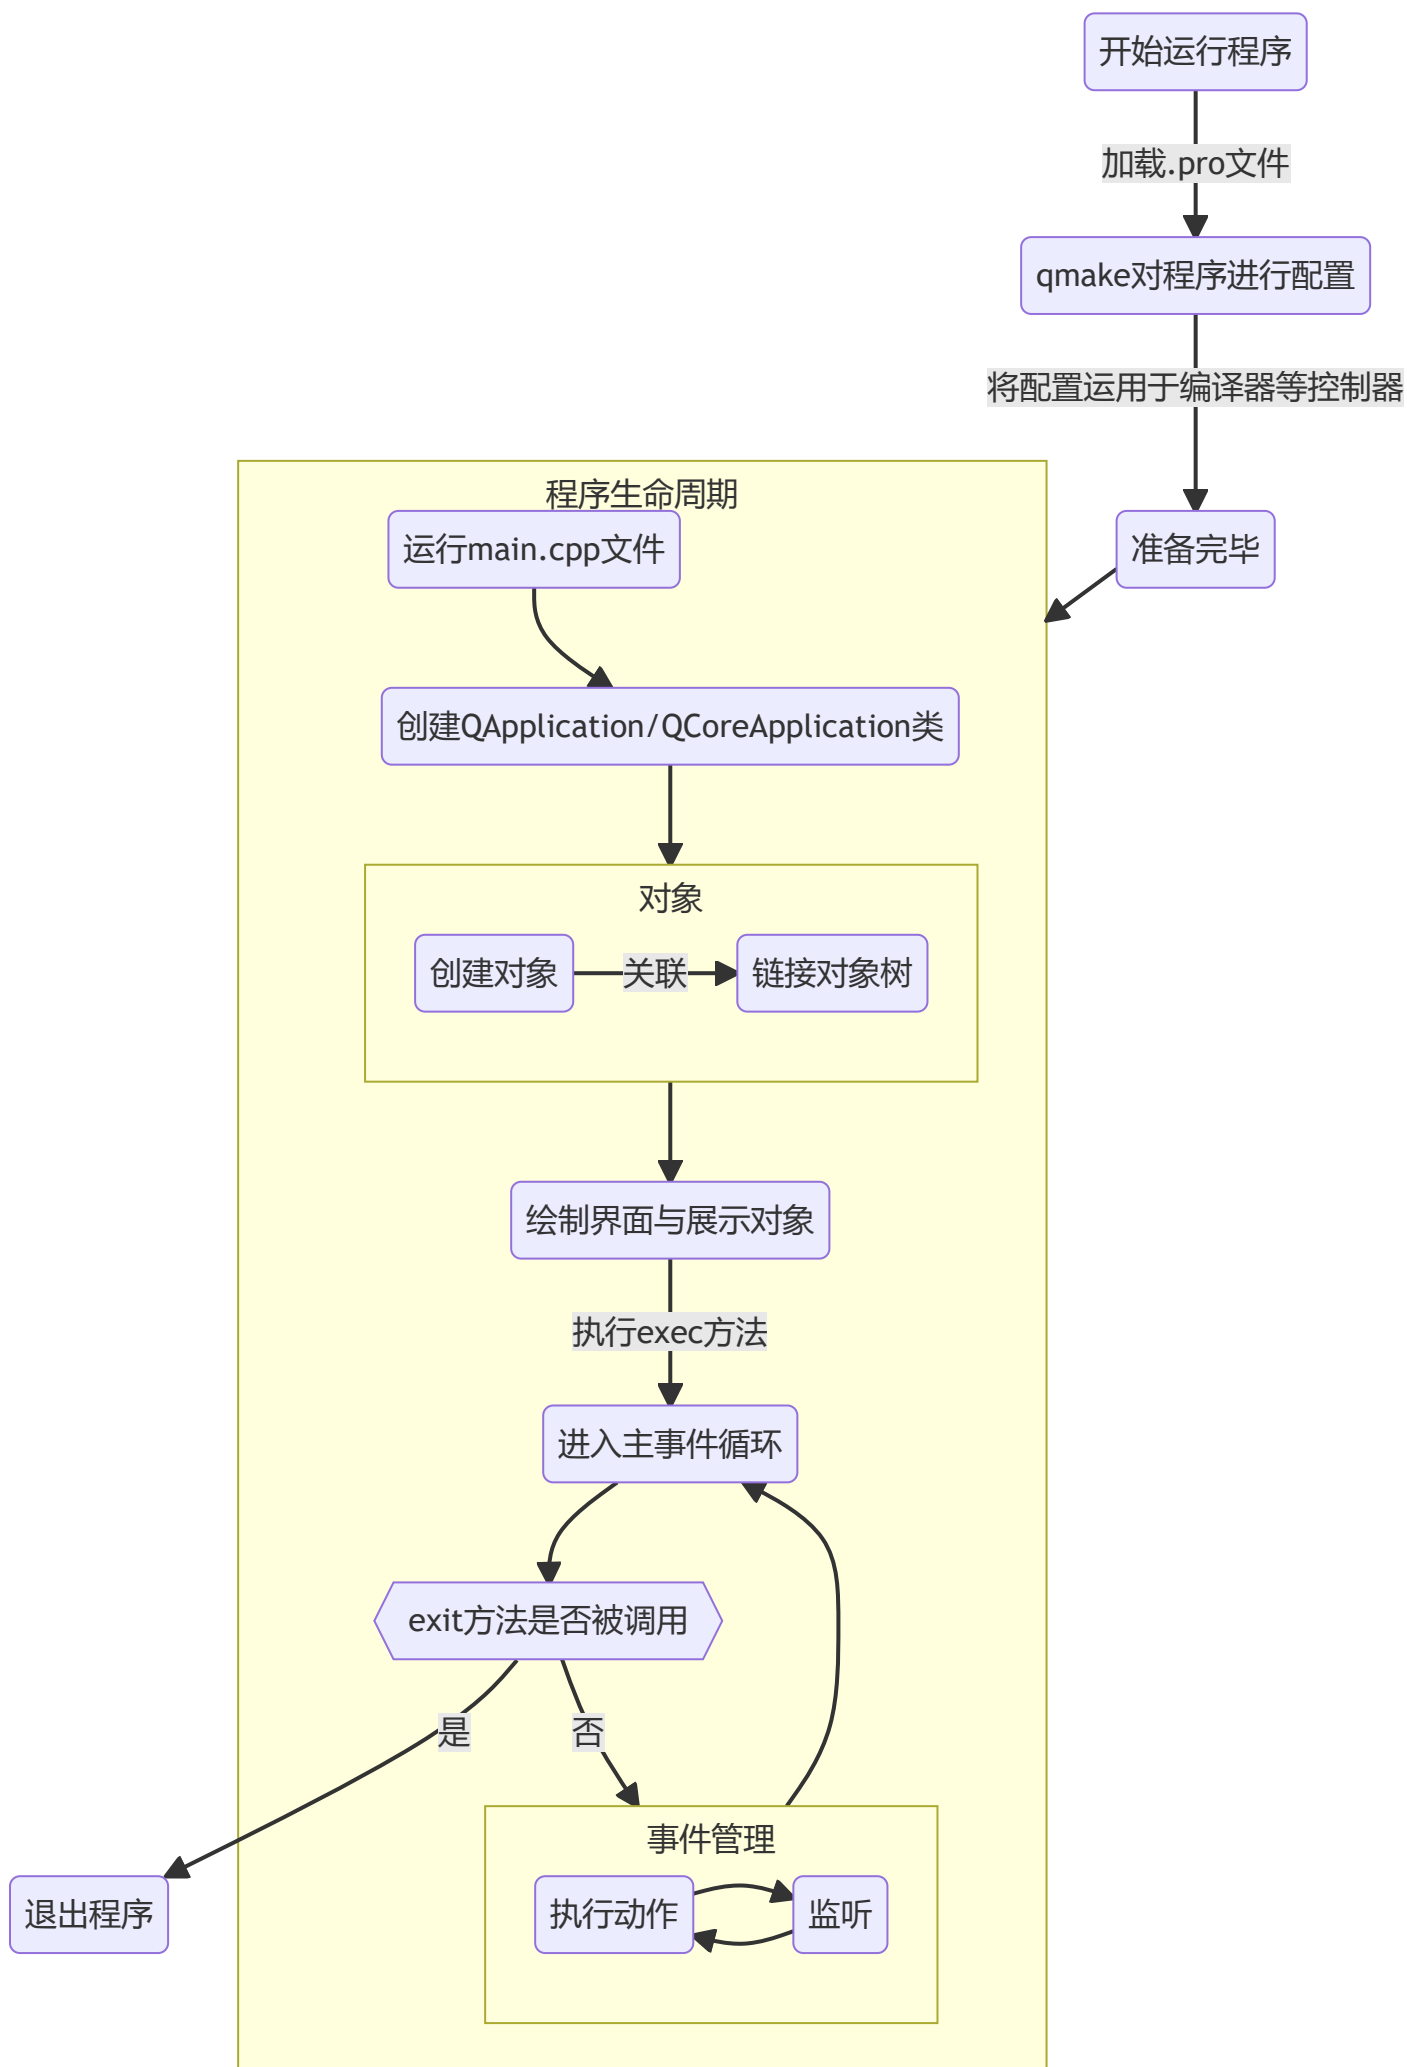 开始运行程序
加载.pro文件
qmake对程序进行配置
将配置运用于编译器等控制器
准备完毕
程序生命周期
运行main.cpp文件
创建QApplication/QCoreApplication类
对象
创建对象
关联
链接对象树
绘制界面与展示对象
执行exec方法
进入主事件循环
exit方法是否被调用
是
否
事件管理
执行动作
监听
退出程序